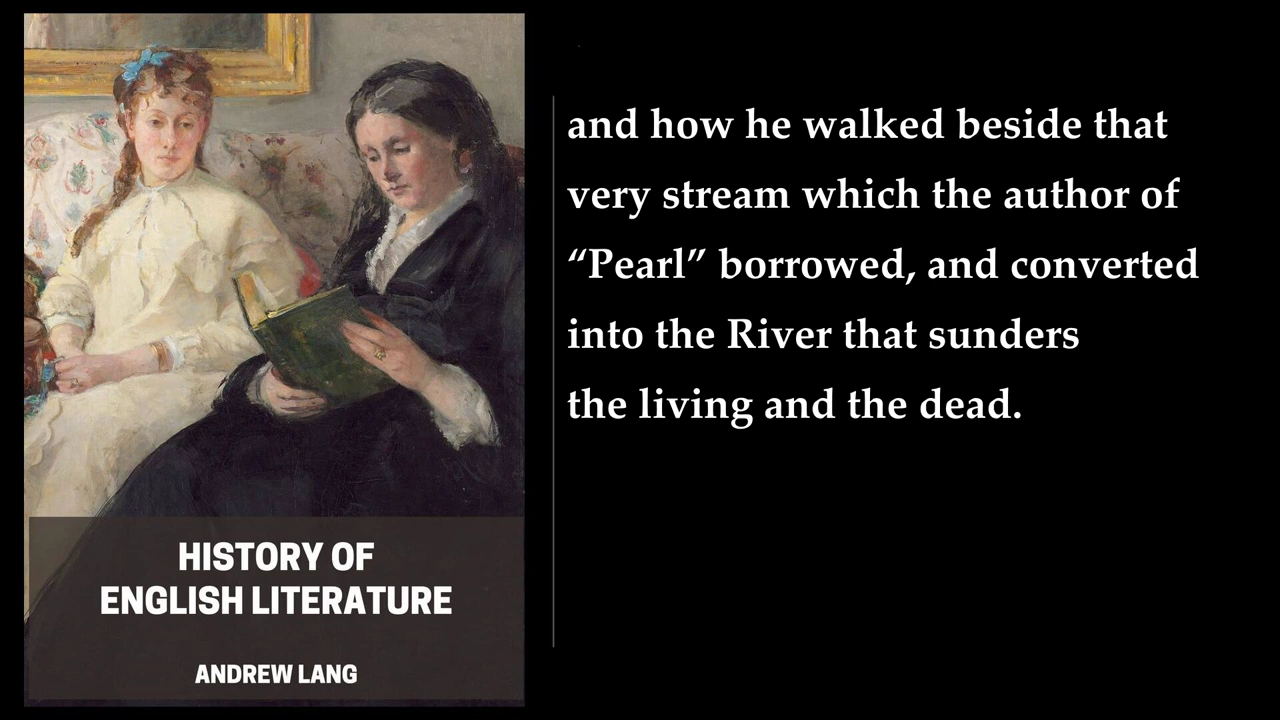 and how he walked beside that
very stream which the author of
“Pearl” borrowed, and converted
into the River that sunders
the living and the dead.
HISTORY OF
ENGLISH LITERATURE
ANDREW LANG